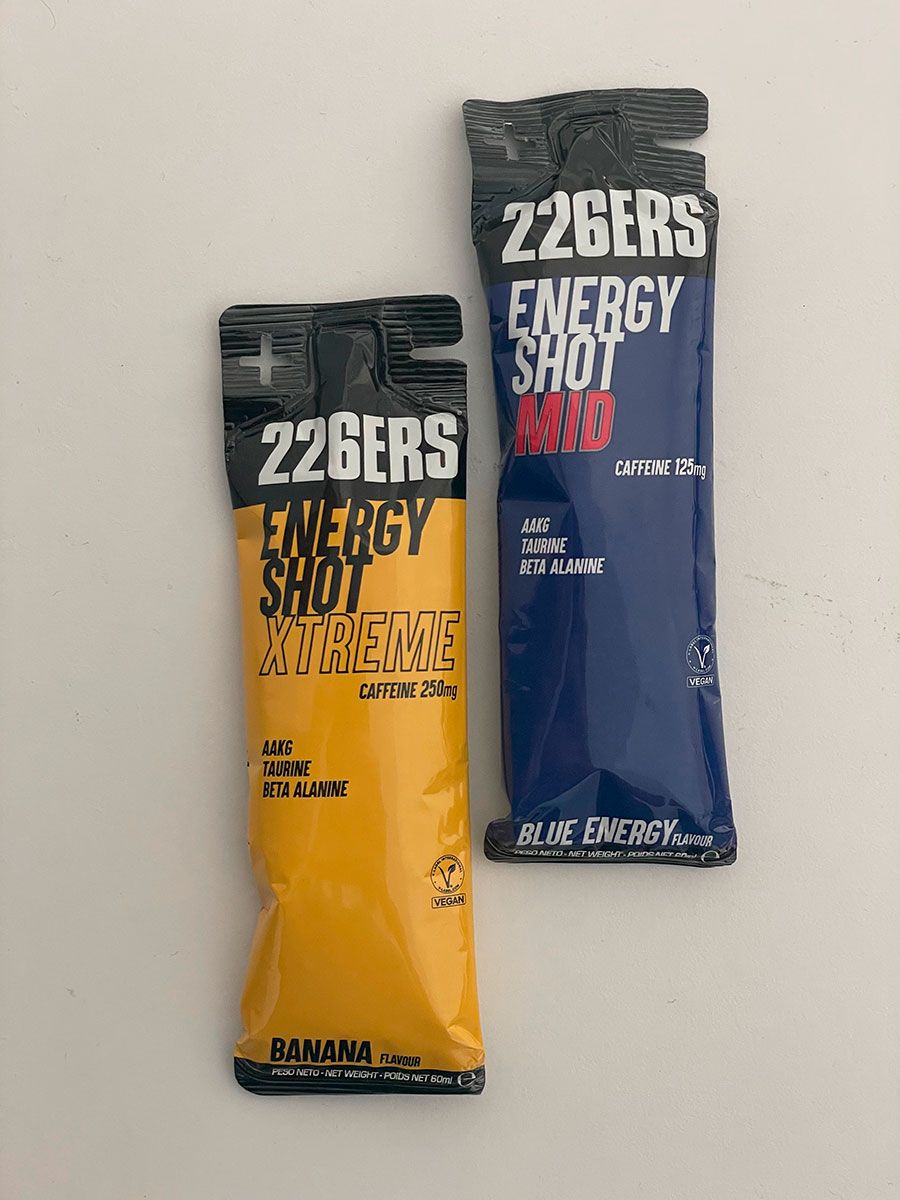 226ERS
ENERGY
SHOT
XTREME
CAFFEINE 250mg
AAKG
TAURINE
BETA ALANINE
VEGAN
BANANA FLAVOUR
PESO NETO - NET WEIGHT - POIDS NET 60ml e
226ERS
ENERGY
SHOT
MID
CAFFEINE 125mg
AAKG
TAURINE
BETA ALANINE
VEGAN
BLUE ENERGY FLAVOUR
PESO NETO - NET WEIGHT - POIDS NET 60ml e